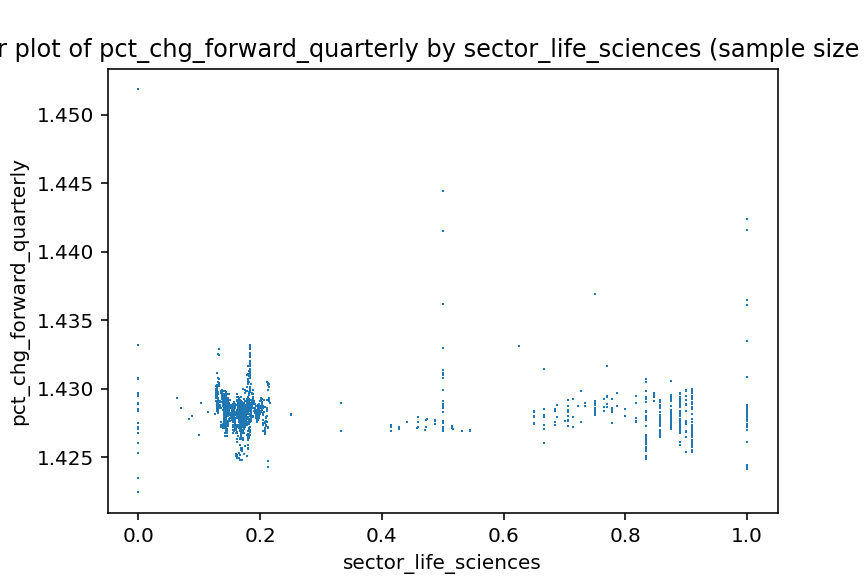 r plot of pct_chg_forward_quarterly by sector_life_sciences (sample size
1.450
1.445
1.440
1.435
1.430
1.425
pct_chg_forward_quarterly
0.0 0.2 0.4 0.6 0.8 1.0
sector_life_sciences